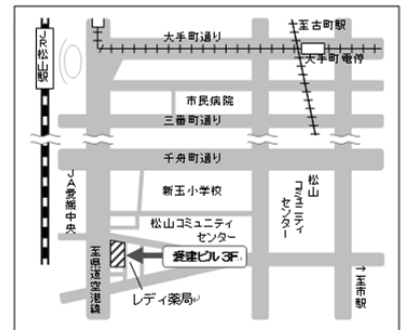 至古町駅
大手町通り
JR松山駅
大手町電停
市民病院
三番町通り
千舟町通り
新玉小学校
松山
コミュニティ
センター
JA愛媛中央
松山コミュニティ
センター
愛建ビル 3F
至県道空港線
レディ薬局
→至市駅